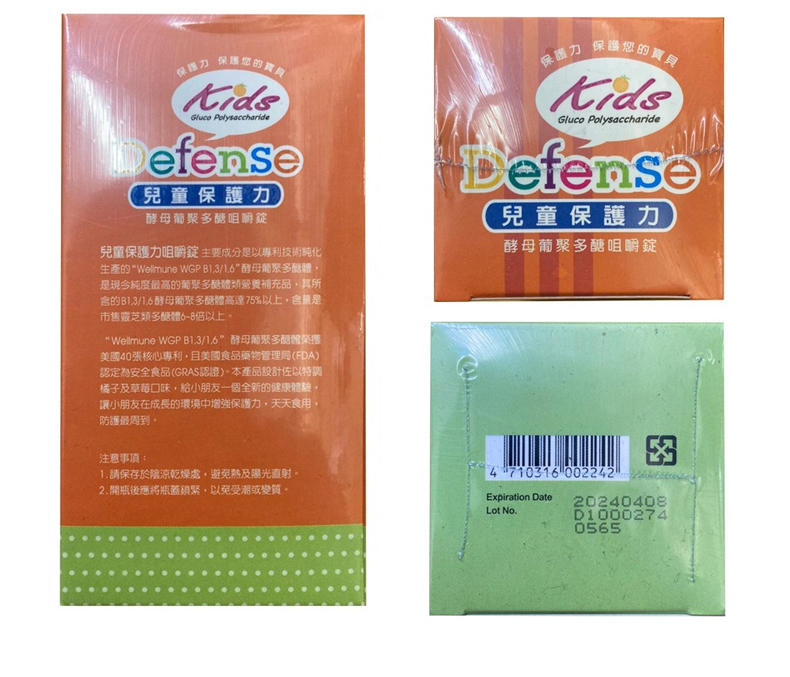 保護力 保護您的寶貝
Kids
Gluco Polysaccharide
Defense
兒童保護力
酵母葡聚多醣咀嚼錠
兒童保護力咀嚼錠 主要成分是以專利技術純化
生產的“Wellmune WGP B1,3/1,6”酵母葡聚多醣體，
是現今純度最高的葡聚多醣體類營養補充品，其所
含的B1,3/1,6酵母葡聚多醣體高達75%以上，含量是
市售靈芝類多醣體6~8倍以上。
“Wellmune WGP B1,3/1,6” 酵母葡聚多醣體榮獲
美國40張核心專利，且美國食品藥物管理局(FDA)
認定為安全食品(GRAS認證)。本產品設計佐以特調
橘子及草莓口味，給小朋友一個全新的健康體驗，
讓小朋友在成長的環境中增強保護力，天天食用，
防護最周到。
注意事項：
1.請保存於陰涼乾燥處，避免熱及陽光直射。
2.開瓶後應將瓶蓋鎖緊，以免受潮或變質。
保護力 保護您的寶貝
Kids
Gluco Polysaccharide
Defense
兒童保護力
酵母葡聚多醣咀嚼錠
4 710316 002242
Expiration Date 20240408
Lot No. D1000274
0565